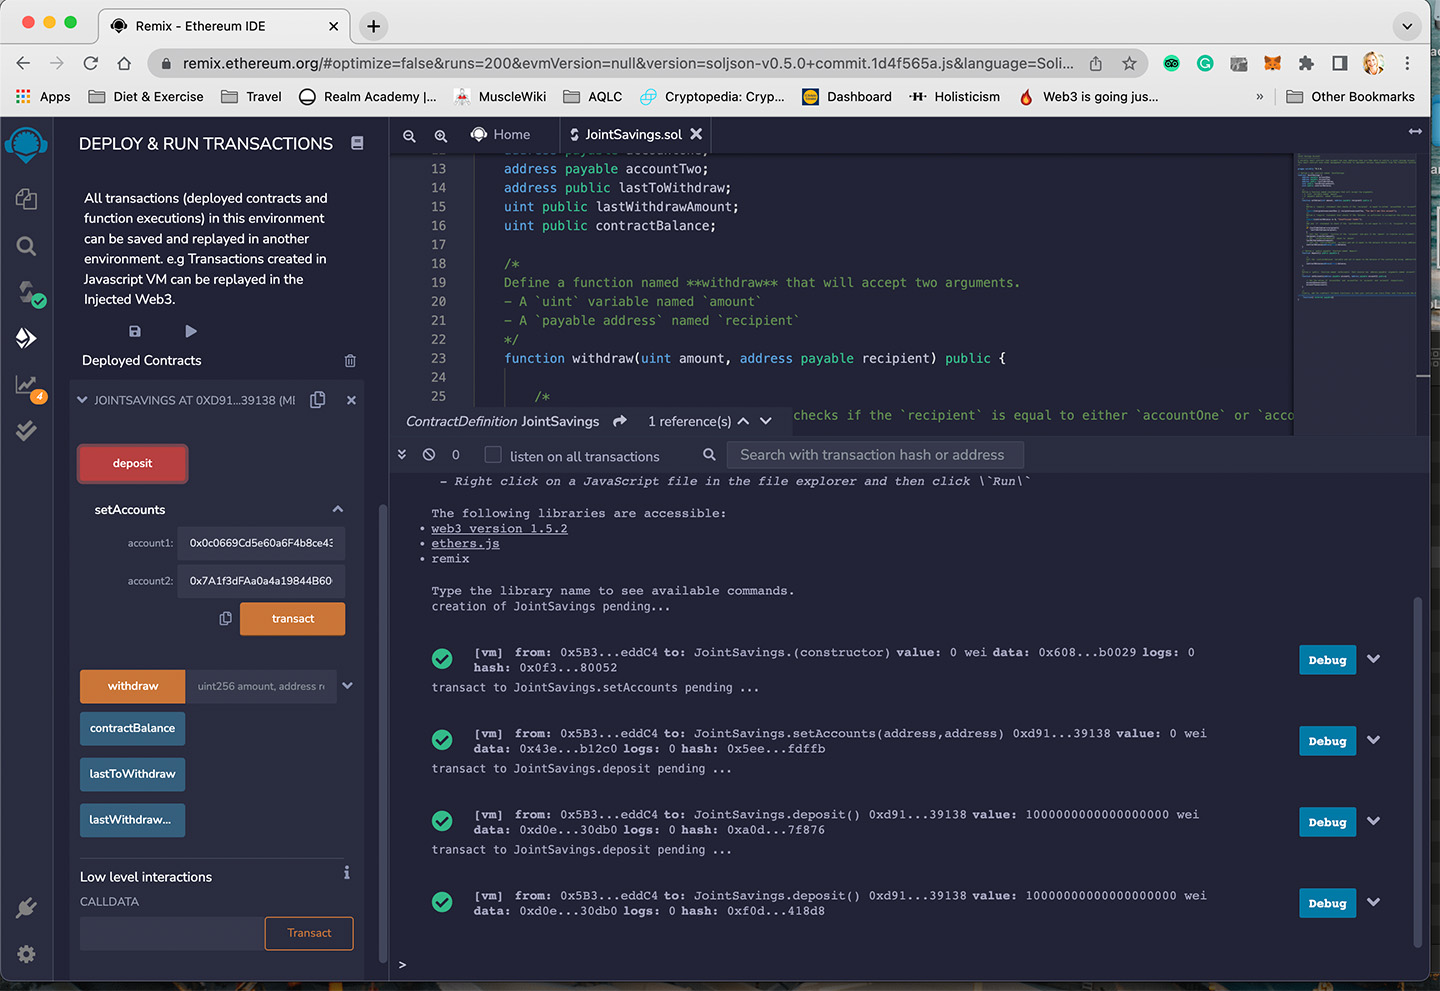 Remix - Ethereum IDE
remix.ethereum.org/#optimize=false&runs=200&evmVersion=null&version=soljson-v0.5.0+commit.1d4f565a.js&language=Soli...
Apps Diet & Exercise Travel Realm Academy |... MuscleWiki AQLC Cryptopedia: Cryp... Dashboard ·H· Holisticism Web3 is going jus... » Other Bookmarks
DEPLOY & RUN TRANSACTIONS
All transactions (deployed contracts and
function executions) in this environment
can be saved and replayed in another
environment. e.g Transactions created in
Javascript VM can be replayed in the
Injected Web3.
4
Deployed Contracts
JOINTSAVINGS AT 0XD91...39138 (MI
deposit
setAccounts
account1: 0x0c0669Cd5e60a6F4b8ce43
account2: 0x7A1f3dFAa0a4a19844B60
transact
withdraw uint256 amount, address re
contractBalance
lastToWithdraw
lastWithdraw...
Low level interactions i
CALLDATA
Transact
Home JointSavings.sol
13 address payable accountTwo;
14 address public lastToWithdraw;
15 uint public lastWithdrawAmount;
16 uint public contractBalance;
17
18 /*
19 Define a function named **withdraw** that will accept two arguments.
20 - A `uint` variable named `amount`
21 - A `payable address` named `recipient`
22 */
23 function withdraw(uint amount, address payable recipient) public {
24
25 /*
checks if the `recipient` is equal to either `accountOne` or `acco
ContractDefinition JointSavings 1 reference(s)
0 listen on all transactions Search with transaction hash or address
- Right click on a JavaScript file in the file explorer and then click \`Run\`
The following libraries are accessible:
• web3 version 1.5.2
• ethers.js
• remix
Type the library name to see available commands.
creation of JointSavings pending...
[vm] from: 0x5B3...eddC4 to: JointSavings.(constructor) value: 0 wei data: 0x608...b0029 logs: 0
hash: 0x0f3...80052
Debug
transact to JointSavings.setAccounts pending ...
[vm] from: 0x5B3...eddC4 to: JointSavings.setAccounts(address,address) 0xd91...39138 value: 0 wei
data: 0x43e...b12c0 logs: 0 hash: 0x5ee...fdffb
Debug
transact to JointSavings.deposit pending ...
[vm] from: 0x5B3...eddC4 to: JointSavings.deposit() 0xd91...39138 value: 1000000000000000000 wei
data: 0xd0e...30db0 logs: 0 hash: 0xa0d...7f876
Debug
transact to JointSavings.deposit pending ...
[vm] from: 0x5B3...eddC4 to: JointSavings.deposit() 0xd91...39138 value: 10000000000000000000 wei
data: 0xd0e...30db0 logs: 0 hash: 0xf0d...418d8
Debug
>